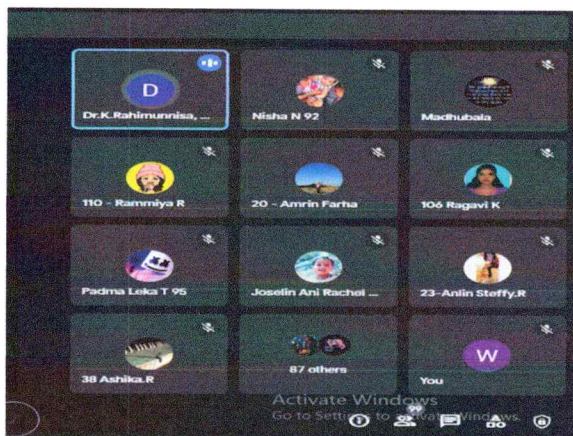 D
Dr.K.Rahimunnisa, ...
Nisha N 92
Madhubala
110 - Rammiya R
20 - Amrin Farha
106 Ragavi K
Padma Leka T 95
Joselin Ani Rachel ...
23-Anlin Steffy.R
38 Ashika.R
87 others
W
You
Activate Windows
Go to Settings to activate Windows.
99